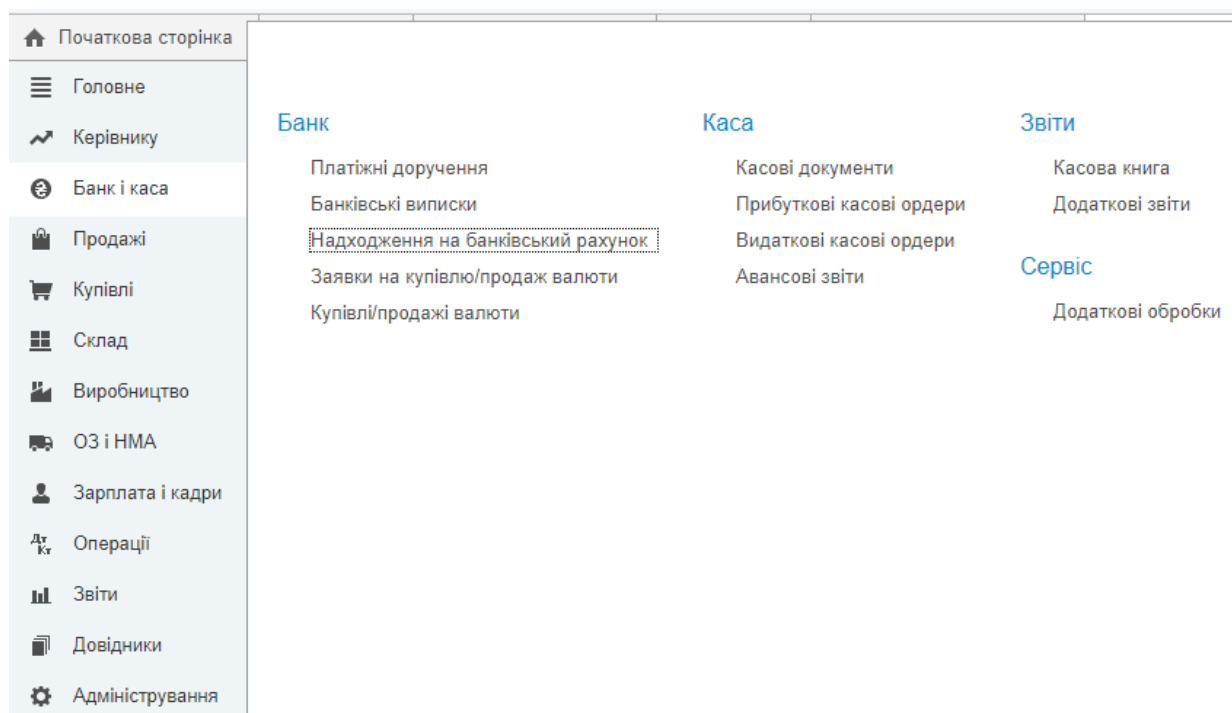 Початкова сторінка
Головне
Керівнику
Банк і каса
Продажі
Купівлі
Склад
Виробництво
ОЗ і НМА
Зарплата і кадри
Дт
Кт
Операції
Звіти
Довідники
Адміністрування
Банк
Платіжні доручення
Банківські виписки
Надходження на банківський рахунок
Заявки на купівлю/продаж валюти
Купівлі/продажі валюти
Каса
Касові документи
Прибуткові касові ордери
Видаткові касові ордери
Авансові звіти
Звіти
Касова книга
Додаткові звіти
Сервіс
Додаткові обробки